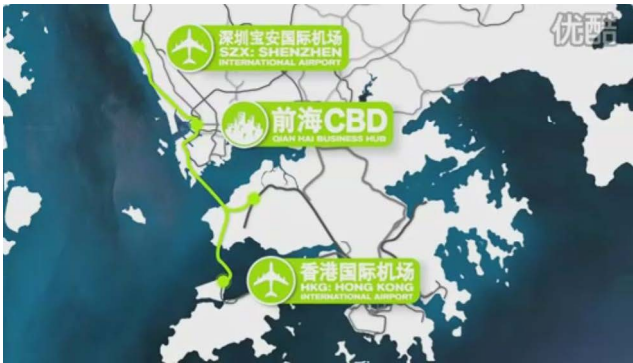 优酷
深圳宝安国际机场
SZX: SHENZHEN
INTERNATIONAL AIRPORT
前海CBD
QIAN HAI BUSINESS HUB
香港国际机场
HKG: HONG KONG
INTERNATIONAL AIRPORT